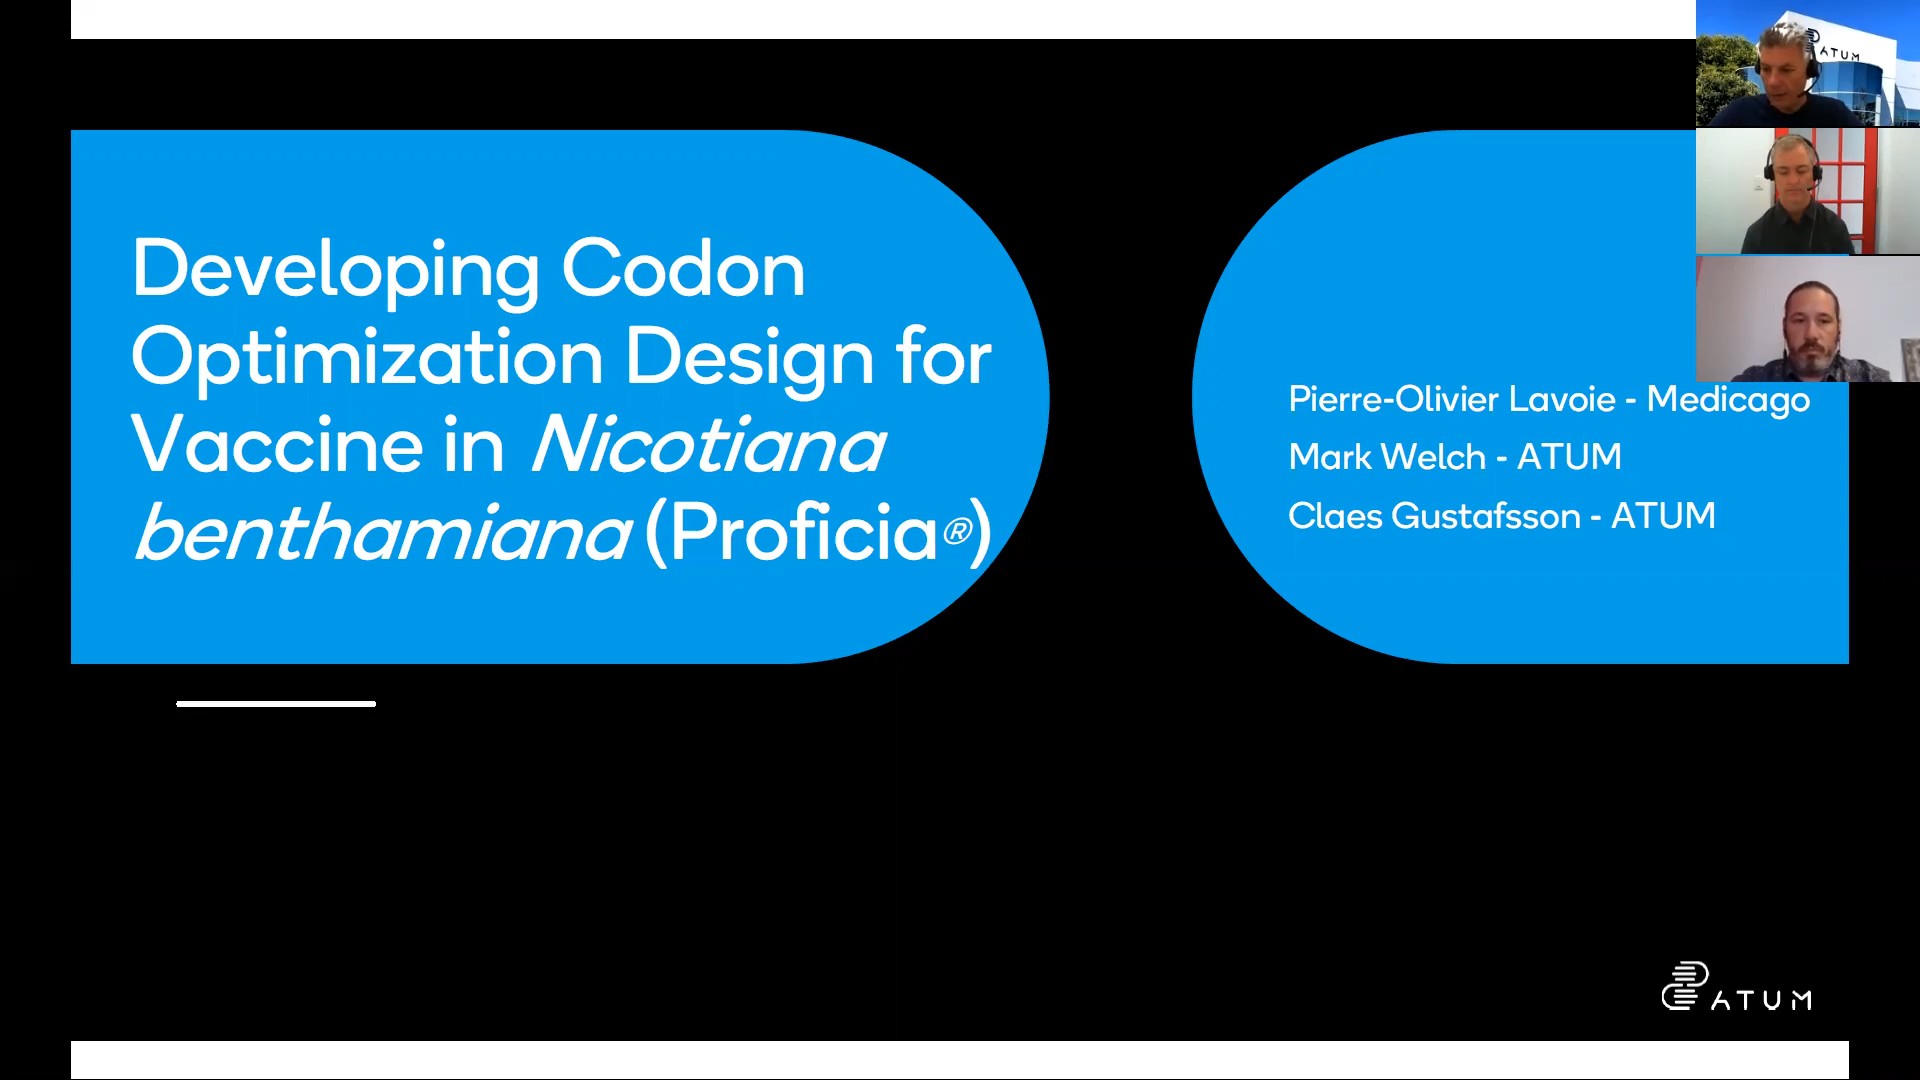 Developing Codon
Optimization Design for
Vaccine in Nicotiana
benthamiana (Proficia®)
Pierre-Olivier Lavoie - Medicago
Mark Welch - ATUM
Claes Gustafsson - ATUM
ATUM
ATUM